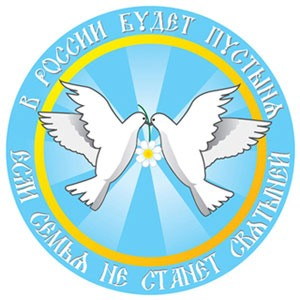 В РОССИИ БУДЕТ ПУСТЫНЯ
ЕСЛИ СЕМЬЯ НЕ СТАНЕТ СВЯТЫНЕЙ